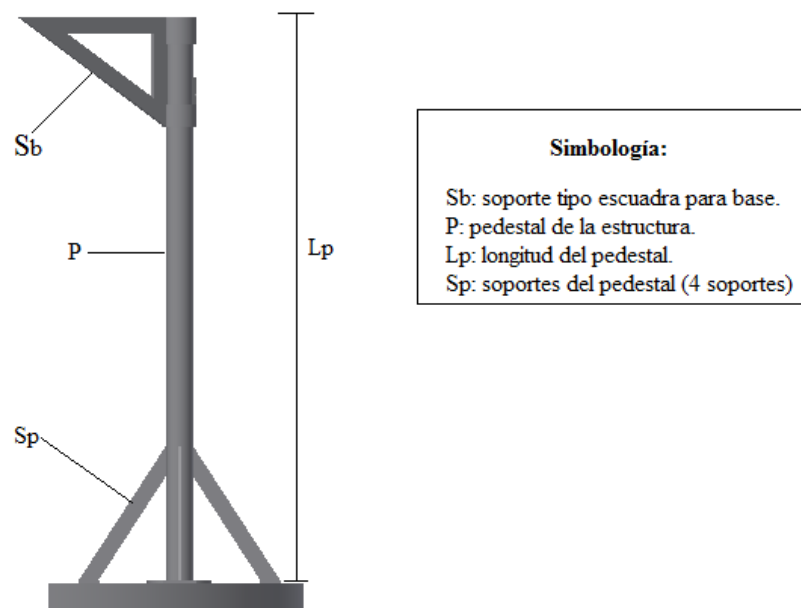 Sb
P
Lp
Sp
Simbología:
Sb: soporte tipo escuadra para base.
P: pedestal de la estructura.
Lp: longitud del pedestal.
Sp: soportes del pedestal (4 soportes)